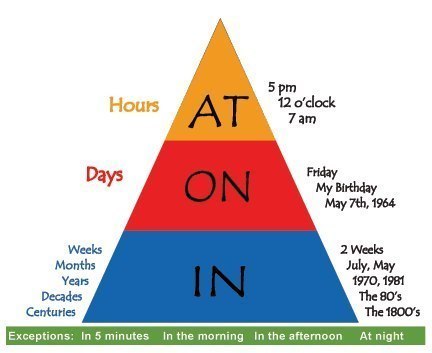 Hours
AT
5 pm
12 o'clock
7 am
Days
ON
Friday
My Birthday
May 7th, 1964
Weeks
Months
Years
Decades
Centuries
IN
2 Weeks
July, May
1970, 1981
The 80's
The 1800's
Exceptions: In 5 minutes In the morning In the afternoon At night